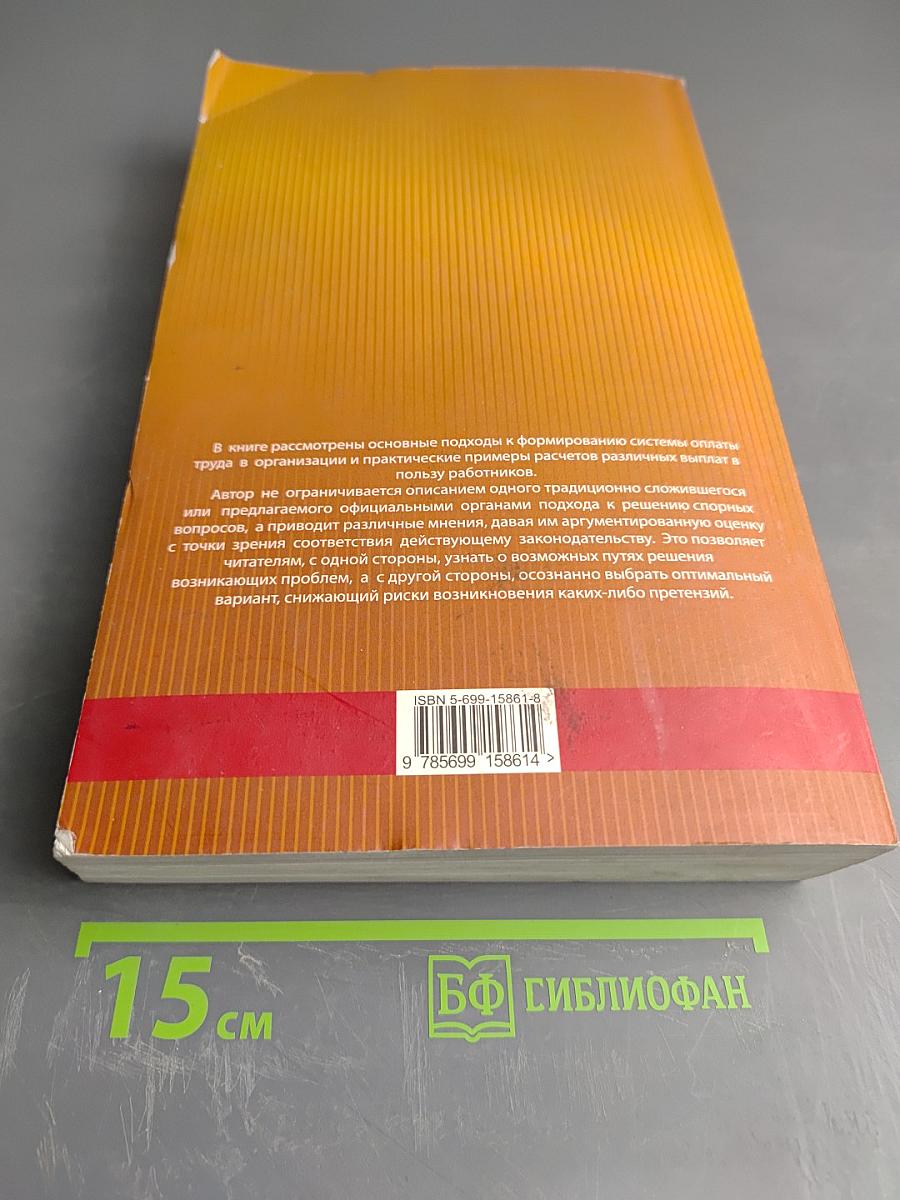 В книге рассмотрены основные подходы к формированию системы оплаты
труда в организации и практические примеры расчетов различных выплат в
пользу работников.
Автор не ограничивается описанием одного традиционно сложившегося
или предлагаемого официальными органами подхода к решению спорных
вопросов, а приводит различные мнения, давая им аргументированную оценку
с точки зрения соответствия действующему законодательству. Это позволяет
читателям, с одной стороны, узнать о возможных путях решения
возникающих проблем, а с другой стороны, осознанно выбрать оптимальный
вариант, снижающий риски возникновения каких-либо претензий.
ISBN 5-699-15861-8
9 785699 158614 >
15 см
БФ БИБЛИОФАН